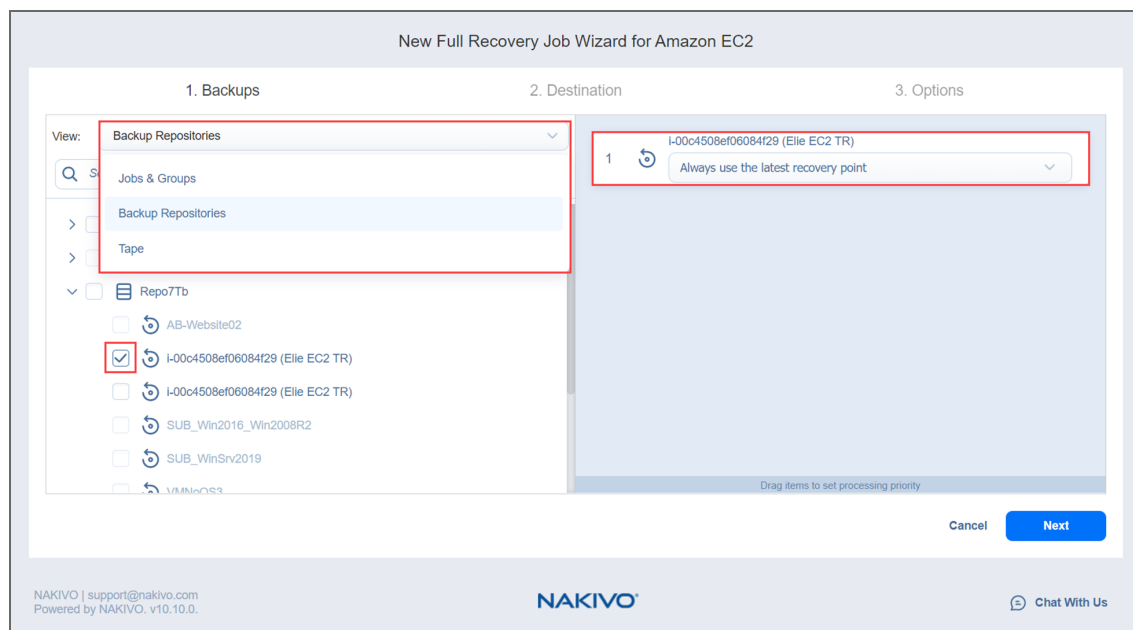 New Full Recovery Job Wizard for Amazon EC2
1. Backups
2. Destination
3. Options
View:
Backup Repositories
Jobs & Groups
Backup Repositories
Tape
Repo7Tb
AB-Website02
i-00c4508ef06084f29 (Elie EC2 TR)
i-00c4508ef06084f29 (Elie EC2 TR)
SUB_Win2016_Win2008R2
SUB_WinSrv2019
VMNoOS3
1
i-00c4508ef06084f29 (Elie EC2 TR)
Always use the latest recovery point
Drag items to set processing priority
Cancel
Next
NAKIVO | support@nakivo.com
Powered by NAKIVO. v10.10.0.
NAKIVO®
Chat With Us